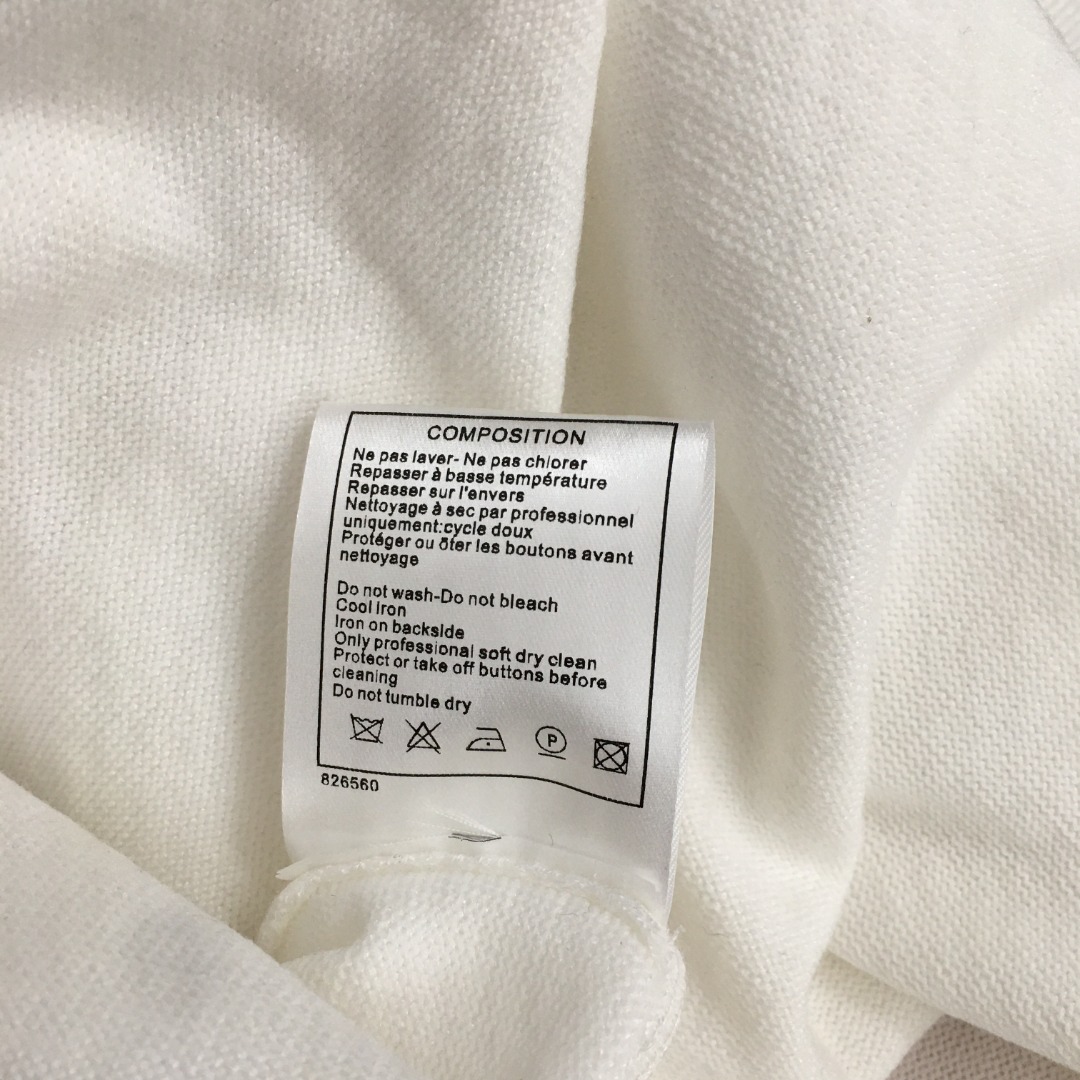 COMPOSITION
Ne pas laver- Ne pas chlorer
Repasser à basse température
Repasser sur l'envers
Nettoyage à sec par professionnel
uniquement:cycle doux
Protéger ou ôter les boutons avant
nettoyage
Do not wash-Do not bleach
Cool iron
Iron on backside
Only professional soft dry clean
Protect or take off buttons before
cleaning
Do not tumble dry
P
826560